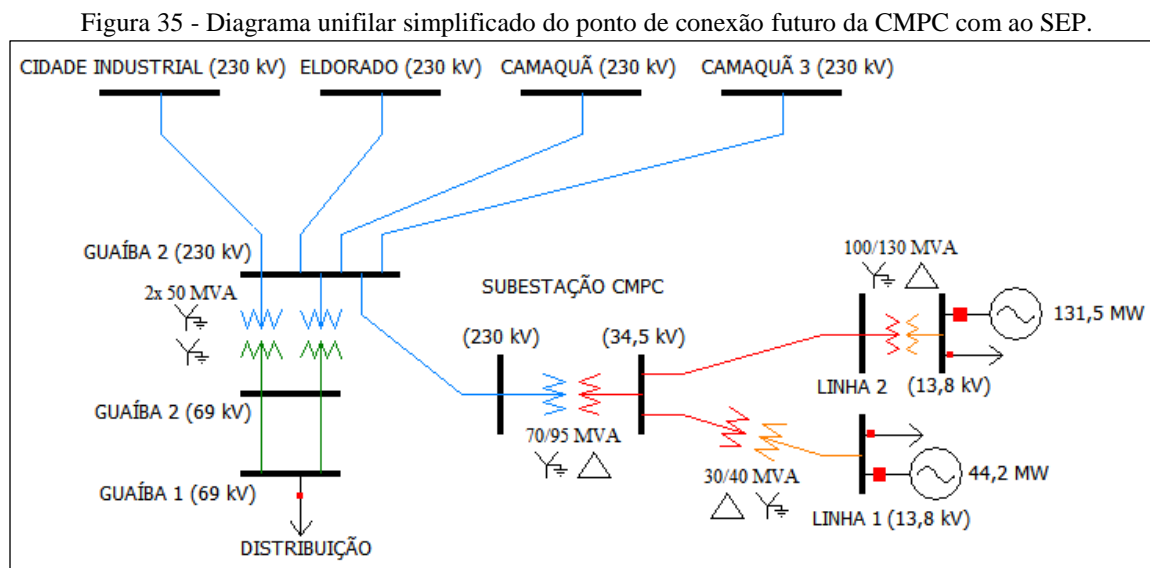 Figura 35 - Diagrama unifilar simplificado do ponto de conexão futuro da CMPC com ao SEP.
CIDADE INDUSTRIAL (230 kV)
ELDORADO (230 kV)
CAMAQUÃ (230 kV)
CAMAQUÃ 3 (230 kV)
GUAÍBA 2 (230 kV)
2x 50 MVA
GUAÍBA 2 (69 kV)
GUAÍBA 1 (69 kV)
DISTRIBUIÇÃO
SUBESTAÇÃO CMPC
(230 kV)
(34,5 kV)
70/95 MVA
100/130 MVA
131,5 MW
LINHA 2
(13,8 kV)
30/40 MVA
44,2 MW
LINHA 1 (13,8 kV)